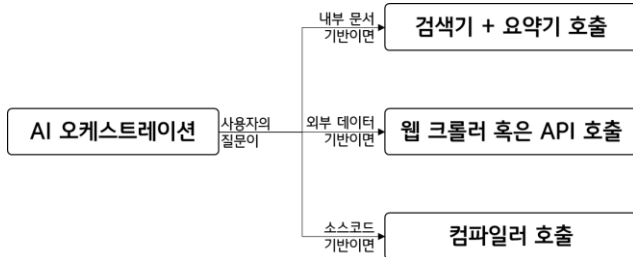 내부 문서
기반이면
검색기 + 요약기 호출
AI 오케스트레이션
사용자의
질문이
외부 데이터
기반이면
웹 크롤러 혹은 API 호출
소스코드
기반이면
컴파일러 호출